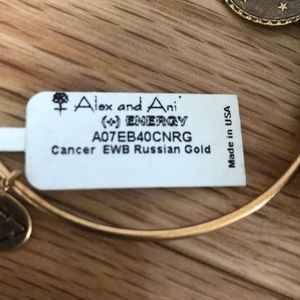 Alex and Ani
(+) ENERGY
A07EB40CNRG
Cancer EWB Russian Gold
Made in USA